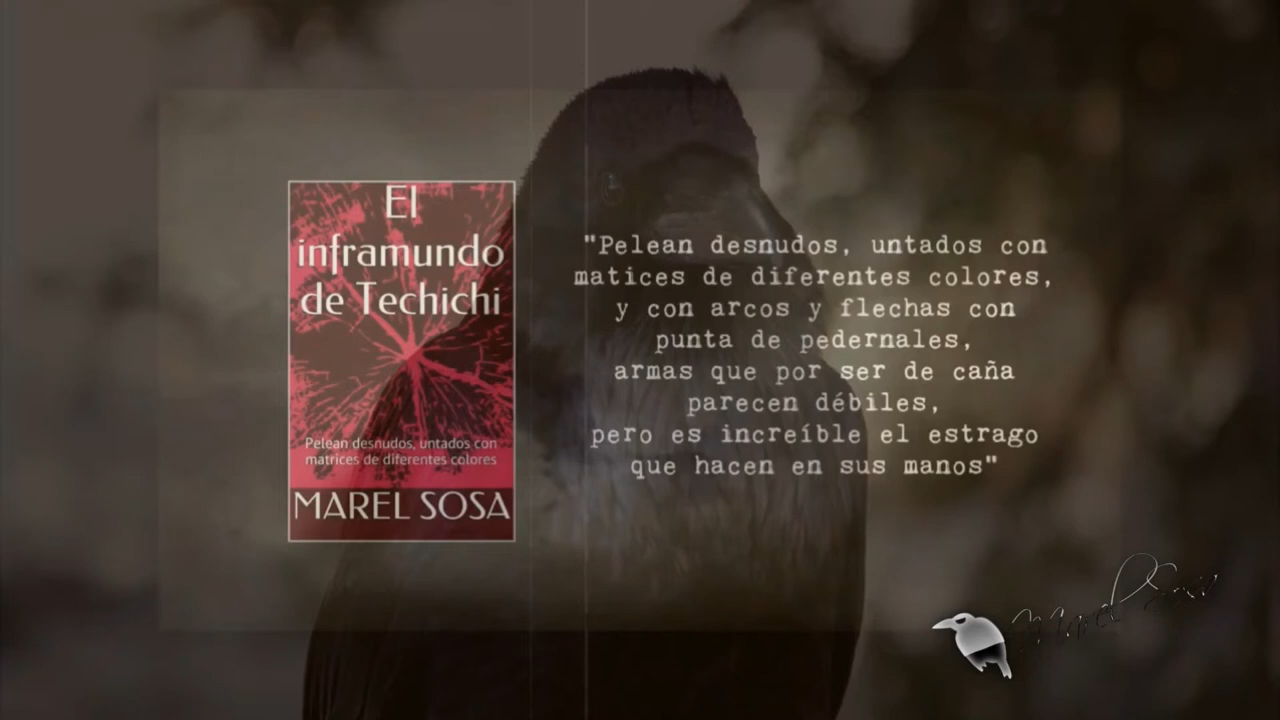 El
inframundo
de Techichi
Pelean desnudos, untados con
matrices de diferentes colores
MAREL SOSA
"Pelean desnudos, untados con
matices de diferentes colores,
y con arcos y flechas con
punta de pedernales,
armas que por ser de caña
parecen débiles,
pero es increíble el estrago
que hacen en sus manos"
Marel Sosa